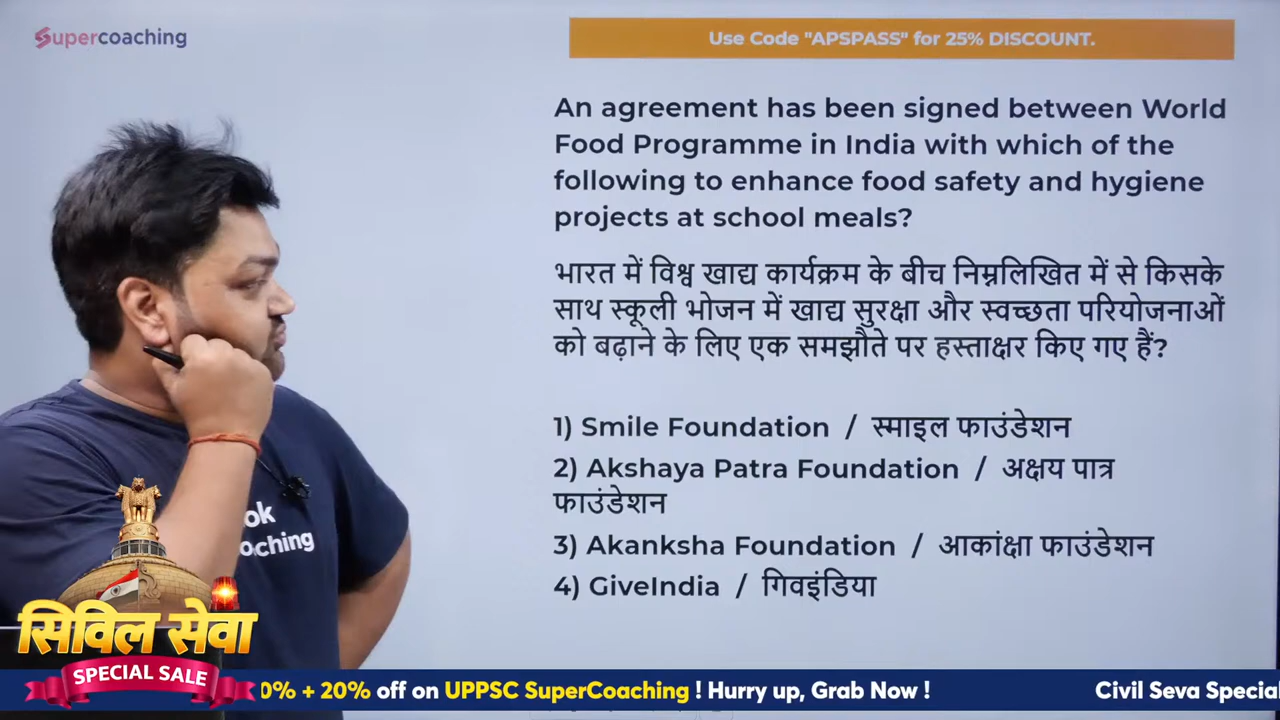 Supercoaching
Use Code "APSPASS" for 25% DISCOUNT.
An agreement has been signed between World
Food Programme in India with which of the
following to enhance food safety and hygiene
projects at school meals?
भारत में विश्व खाद्य कार्यक्रम के बीच निम्नलिखित में से किसके
साथ स्कूली भोजन में खाद्य सुरक्षा और स्वच्छता परियोजनाओं
को बढ़ाने के लिए एक समझौते पर हस्ताक्षर किए गए हैं?
1) Smile Foundation / स्माइल फाउंडेशन
2) Akshaya Patra Foundation / अक्षय पात्र
फाउंडेशन
3) Akanksha Foundation / आकांक्षा फाउंडेशन
4) GiveIndia / गिवइंडिया
ok
oching
सिविल सेवा
SPECIAL SALE
0% + 20% off on UPPSC SuperCoaching ! Hurry up, Grab Now !
Civil Seva Special